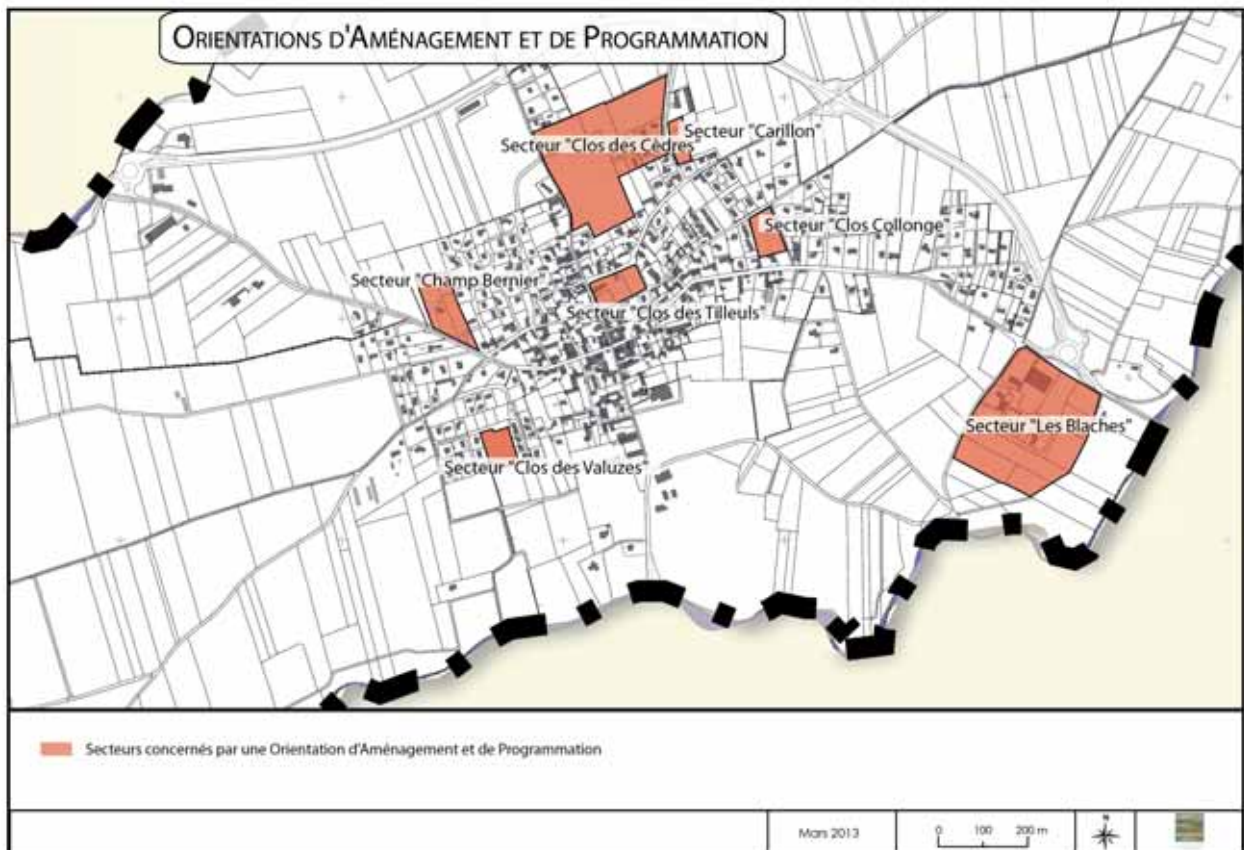 ORIENTATIONS D'AMÉNAGEMENT ET DE PROGRAMMATION
Secteur "Carillon"
Secteur "Clos des Cèdres"
Secteur "Clos Collonge"
Secteur "Champ Bernier"
Secteur "Clos des Tilleuls"
Secteur "Les Blaches"
Secteur "Clos des Valuzes"
Secteurs concernés par une Orientation d'Aménagement et de Programmation
Mars 2013
0 100 200 m
N